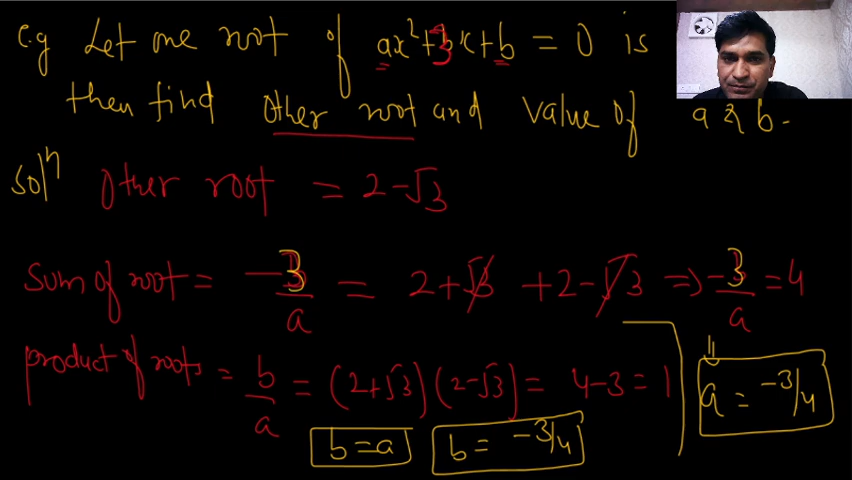 e.g Let one root of ax²+3x+b = 0 is
then find other root and value of a & b.
Solⁿ Other root = 2-√3
Sum of root = -3/a = 2+√3 +2-√3 ⇒ -3/a = 4
product of roots = b/a = (2+√3)(2-√3) = 4-3 = 1
⇓
a = -3/4
b=a b = -3/4